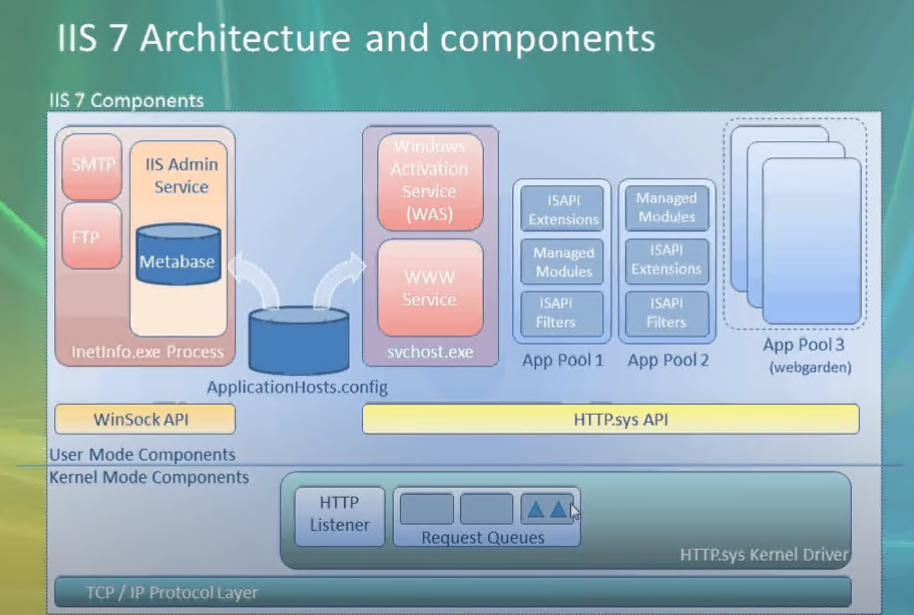 IIS 7 Architecture and components
IIS 7 Components
SMTP
FTP
IIS Admin
Service
Metabase
InetInfo.exe Process
ApplicationHosts.config
Windows
Activation
Service
(WAS)
WWW
Service
svchost.exe
ISAPI
Extensions
Managed
Modules
ISAPI
Filters
App Pool 1
Managed
Modules
ISAPI
Extensions
ISAPI
Filters
App Pool 2
App Pool 3
(webgarden)
WinSock API
HTTP.sys API
User Mode Components
Kernel Mode Components
HTTP
Listener
Request Queues
HTTP.sys Kernel Driver
TCP / IP Protocol Layer